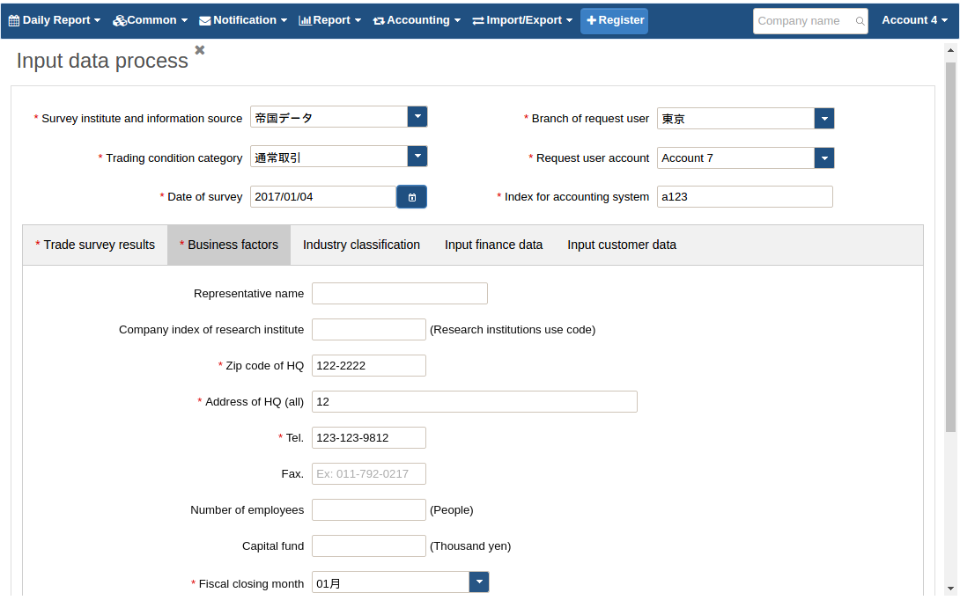 Daily Report Common Notification Report Accounting Import/Export + Register Company name Account 4
Input data process
* Survey institute and information source 帝国データ * Branch of request user 東京
* Trading condition category 通常取引 * Request user account Account 7
* Date of survey 2017/01/04 * Index for accounting system a123
* Trade survey results * Business factors Industry classification Input finance data Input customer data
Representative name
Company index of research institute (Research institutions use code)
* Zip code of HQ 122-2222
* Address of HQ (all) 12
* Tel. 123-123-9812
Fax. Ex: 011-792-0217
Number of employees (People)
Capital fund (Thousand yen)
* Fiscal closing month 01月